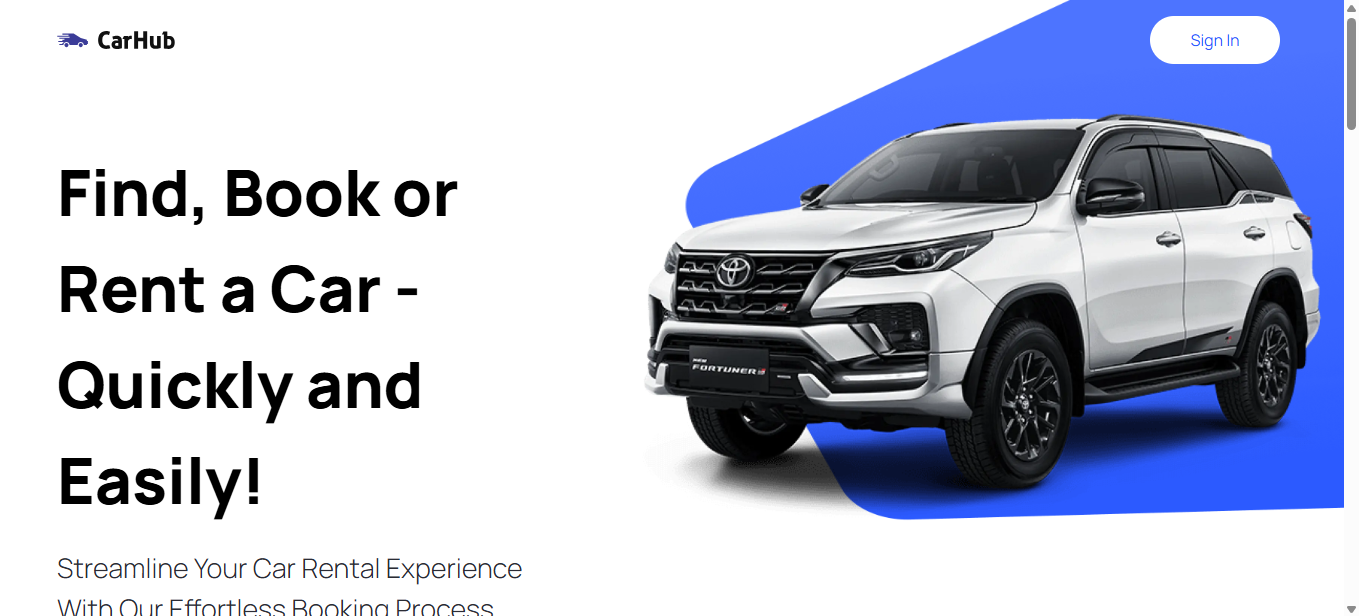 CarHub
Sign In
Find, Book or
Rent a Car -
Quickly and
Easily!
NEW
FORTUNER
Streamline Your Car Rental Experience
With Our Effortless Booking Process